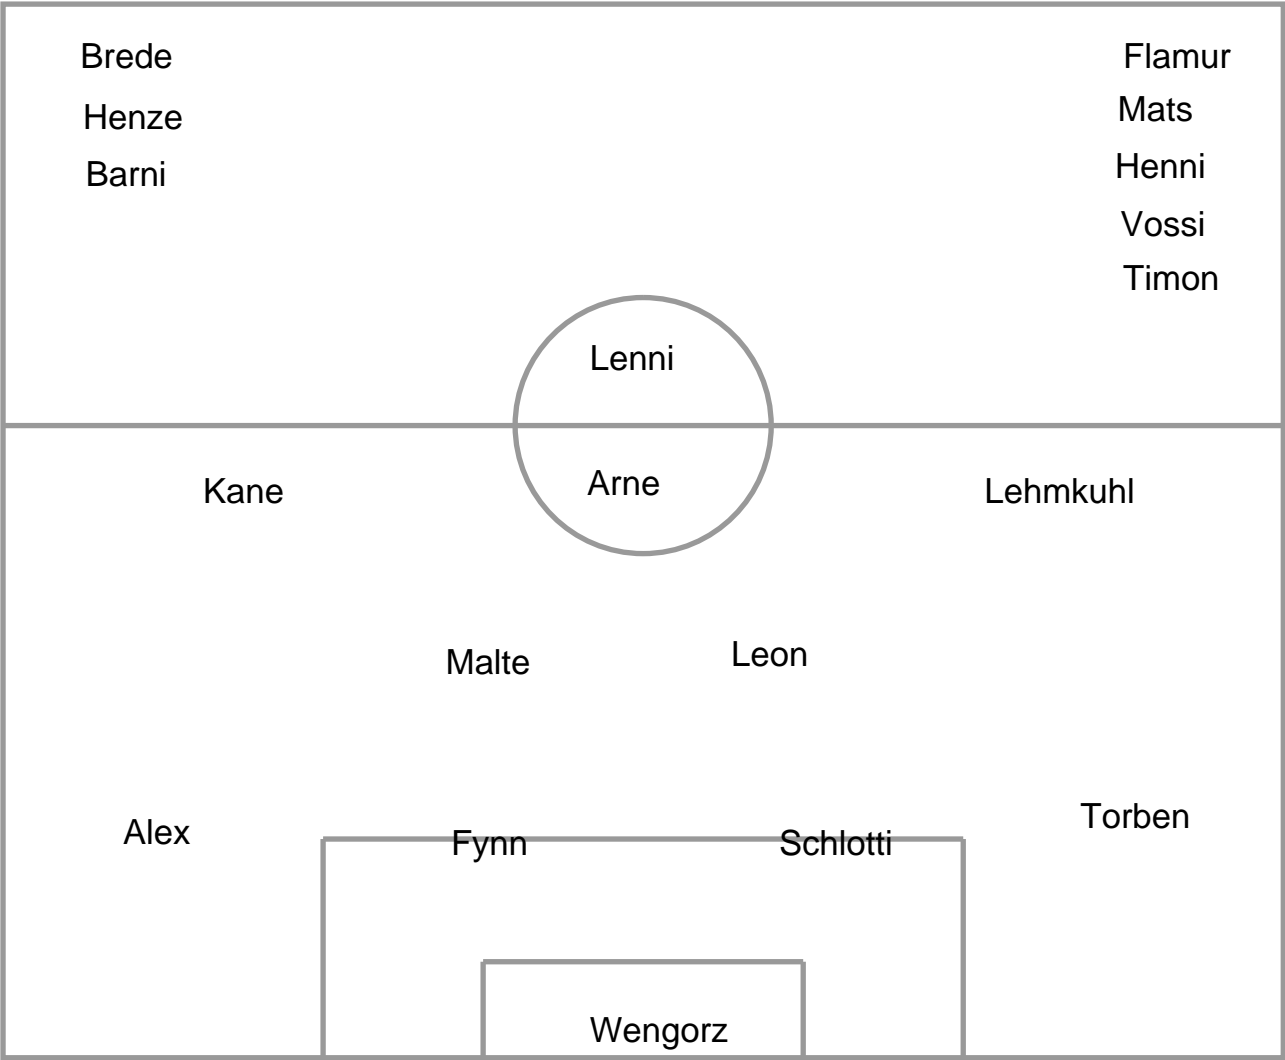 Brede
Flamur
Henze
Mats
Barni
Henni
Vossi
Timon
Lenni
Kane
Arne
Lehmkuhl
Malte
Leon
Alex
Fynn
Schlotti
Torben
Wengorz